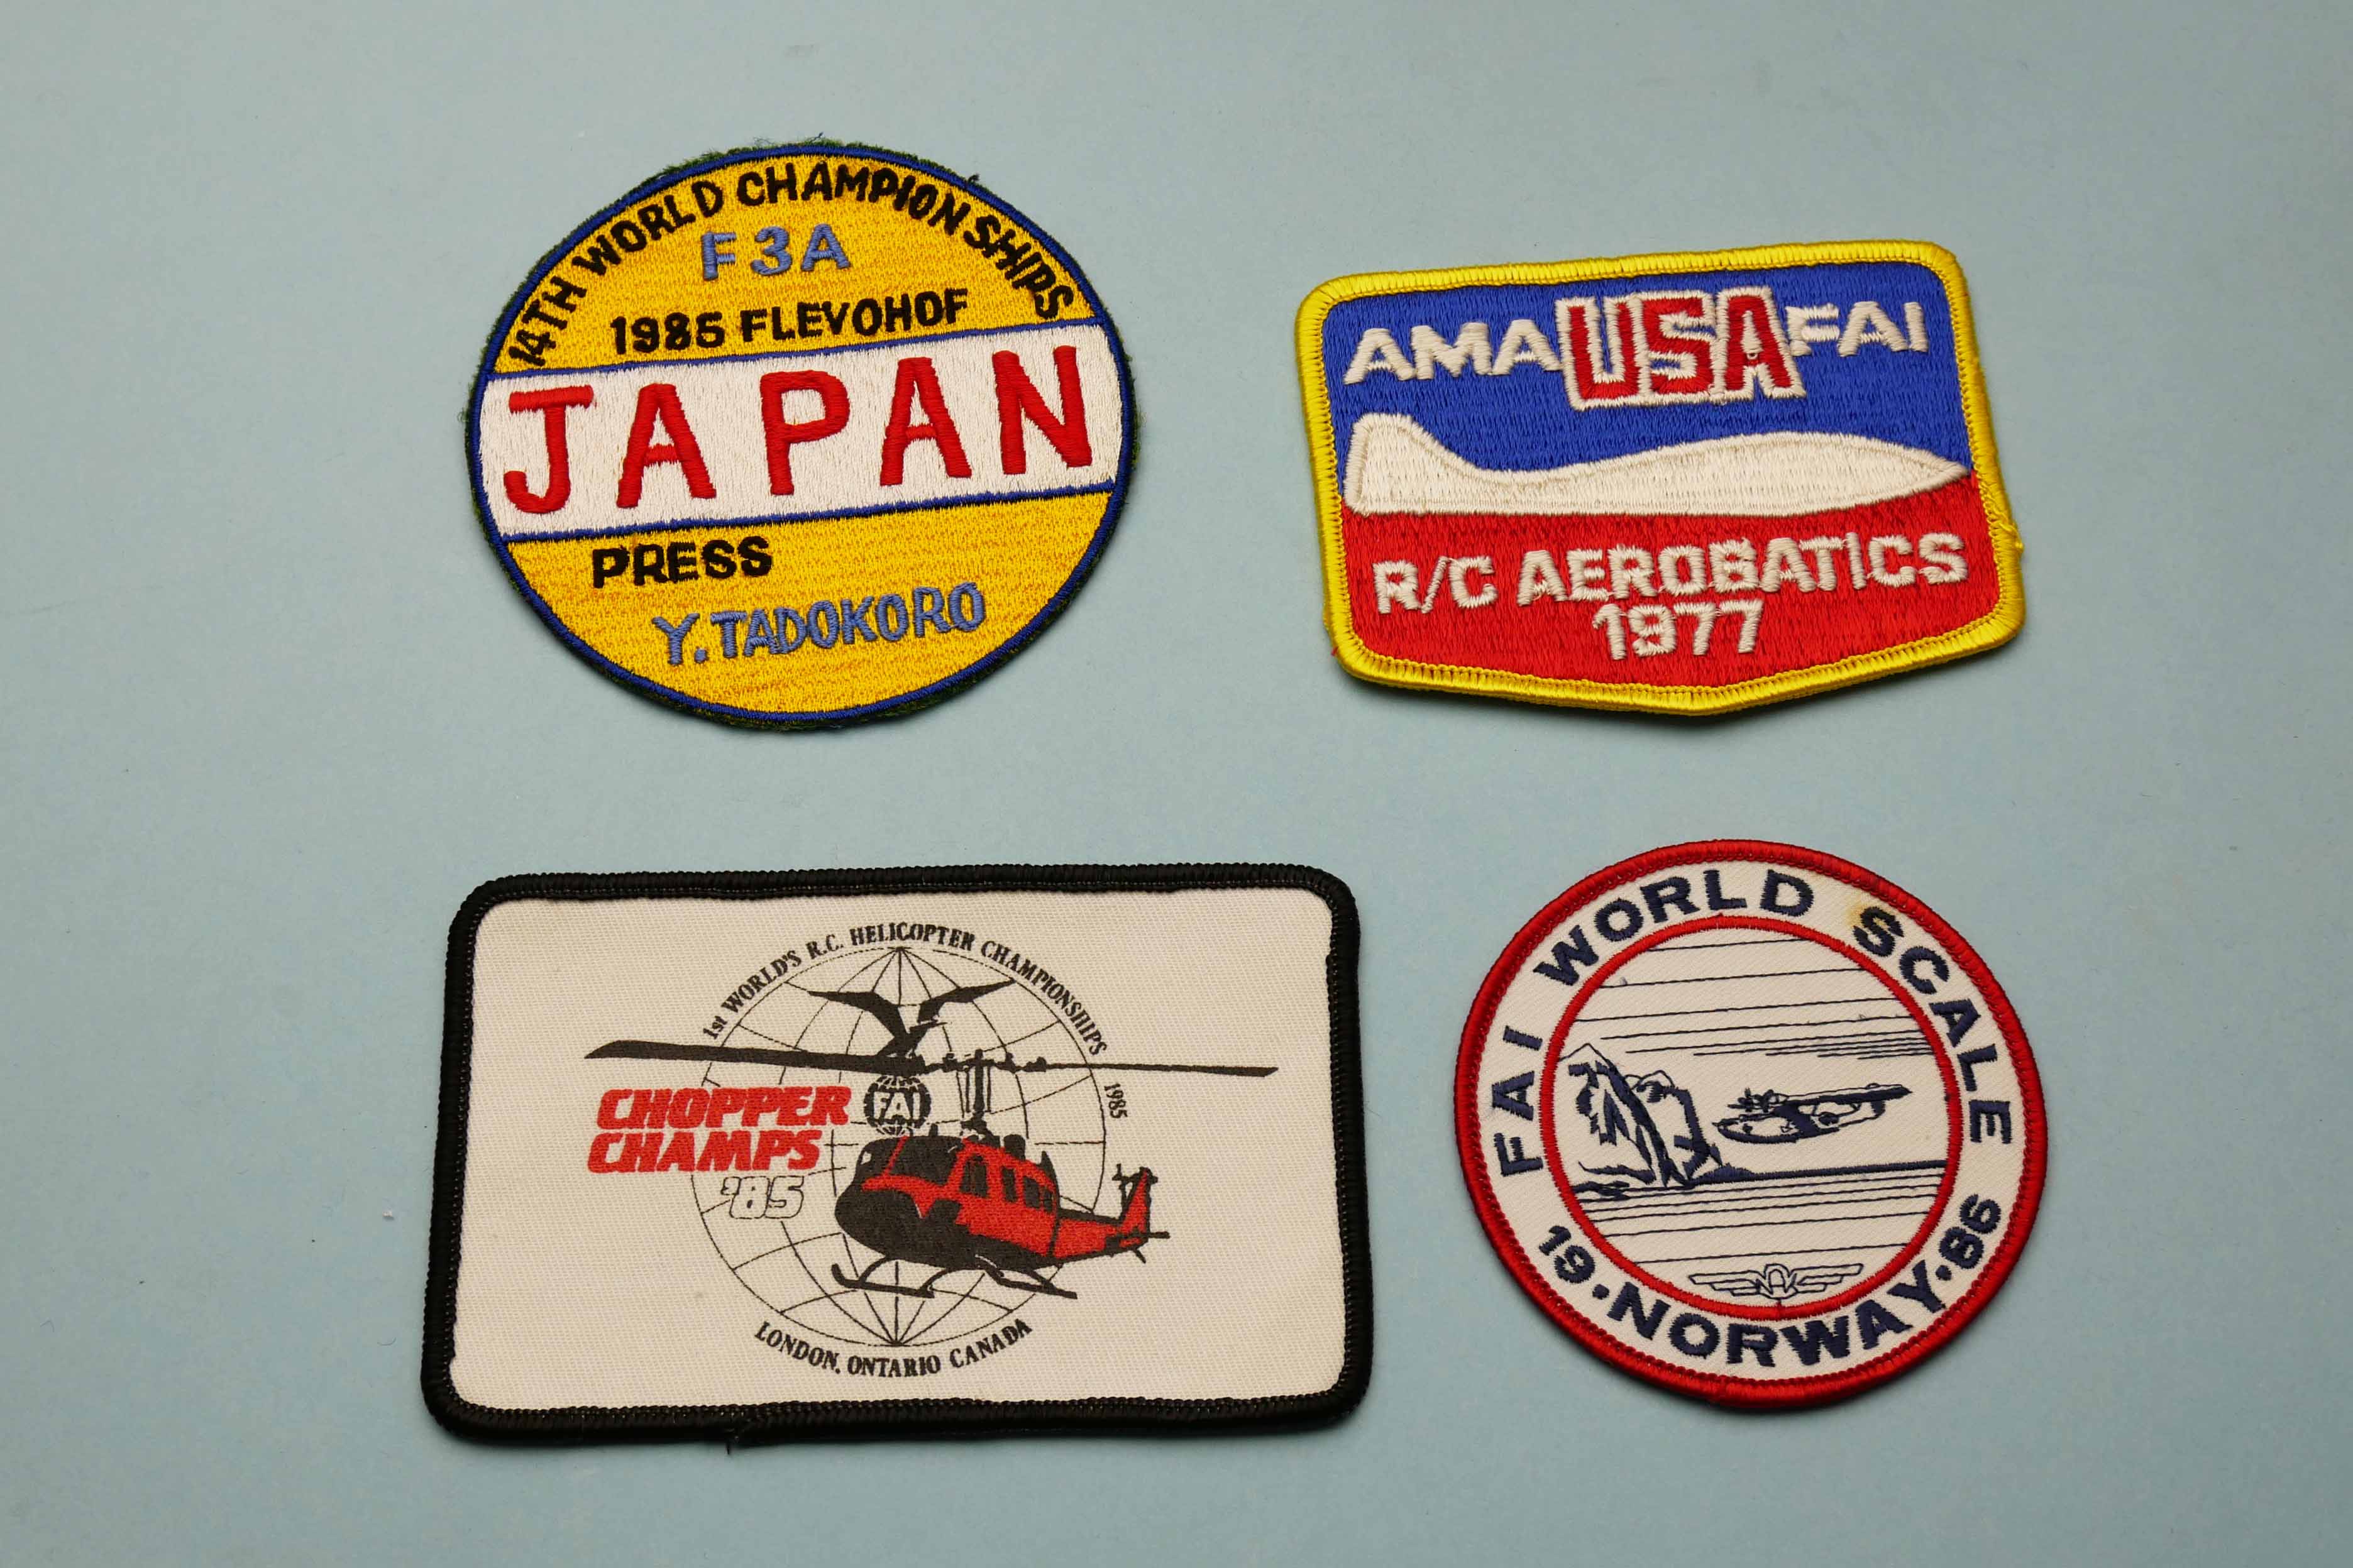 14TH WORLD CHAMPIONSHIPS
F3A
1985 FLEVOHOF
JAPAN
PRESS
Y.TADOKORO
AMA USA FAI
R/C AEROBATICS
1977
1st WORLD'S R.C. HELICOPTER CHAMPIONSHIPS 1985
CHOPPER
CHAMPS
'85
FAI
LONDON, ONTARIO CANADA
FAI WORLD SCALE
19·NORWAY·86